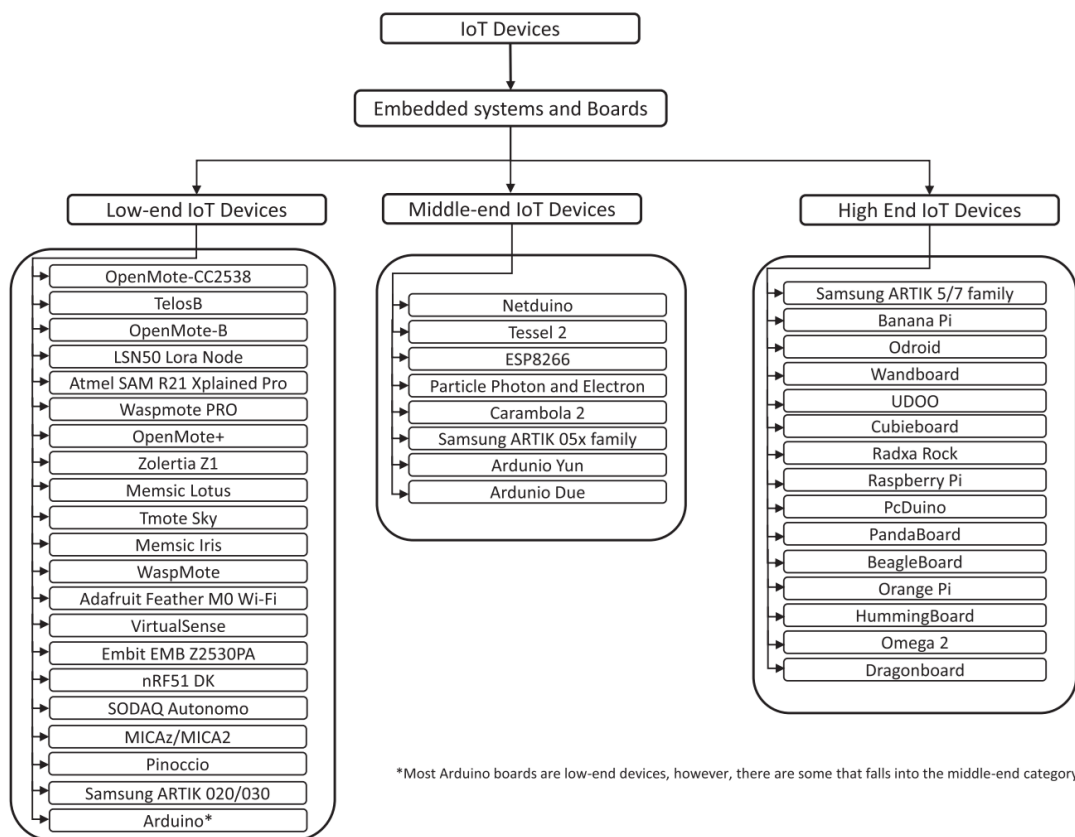 IoT Devices
Embedded systems and Boards
Low-end IoT Devices
OpenMote-CC2538
TelosB
OpenMote-B
LSN50 Lora Node
Atmel SAM R21 Xplained Pro
Waspmote PRO
OpenMote+
Zolertia Z1
Memsic Lotus
Tmote Sky
Memsic Iris
WaspMote
Adafruit Feather M0 Wi-Fi
VirtualSense
Embit EMB Z2530PA
nRF51 DK
SODAQ Autonomo
MICAz/MICA2
Pinoccio
Samsung ARTIK 020/030
Arduino*
Middle-end IoT Devices
Netduino
Tessel 2
ESP8266
Particle Photon and Electron
Carambola 2
Samsung ARTIK 05x family
Ardunio Yun
Ardunio Due
High End IoT Devices
Samsung ARTIK 5/7 family
Banana Pi
Odroid
Wandboard
UDOO
Cubieboard
Radxa Rock
Raspberry Pi
PcDuino
PandaBoard
BeagleBoard
Orange Pi
HummingBoard
Omega 2
Dragonboard
*Most Arduino boards are low-end devices, however, there are some that falls into the middle-end category